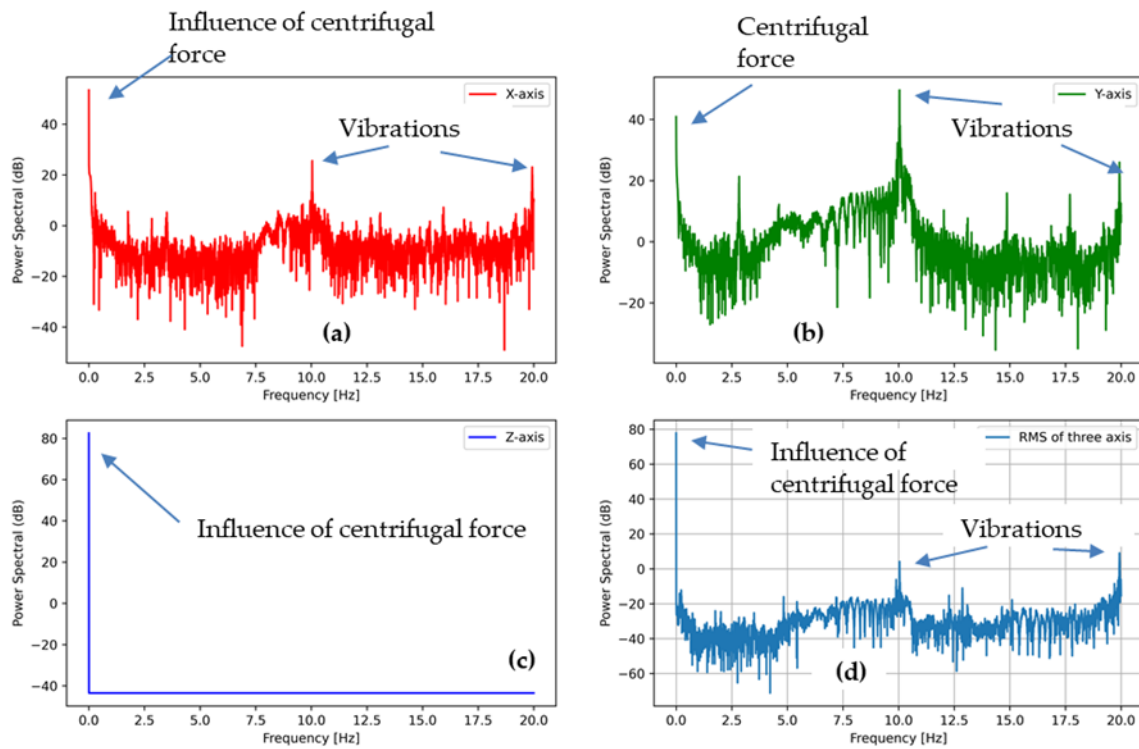 Influence of centrifugal
force
X-axis
Vibrations
40
20
0
−20
−40
Power Spectral (dB)
(a)
0.0 2.5 5.0 7.5 10.0 12.5 15.0 17.5 20.0
Frequency [Hz]
Centrifugal
force
Y-axis
Vibrations
40
20
0
−20
Power Spectral (dB)
(b)
0.0 2.5 5.0 7.5 10.0 12.5 15.0 17.5 20.0
Frequency [Hz]
Z-axis
80
60
40
20
0
−20
−40
Power Spectral (dB)
Influence of centrifugal force
(c)
0.0 2.5 5.0 7.5 10.0 12.5 15.0 17.5 20.0
Frequency [Hz]
RMS of three axis
Influence of
centrifugal force
Vibrations
80
60
40
20
0
−20
−40
−60
Power Spectral (dB)
(d)
0.0 2.5 5.0 7.5 10.0 12.5 15.0 17.5 20.0
Frequency [Hz]